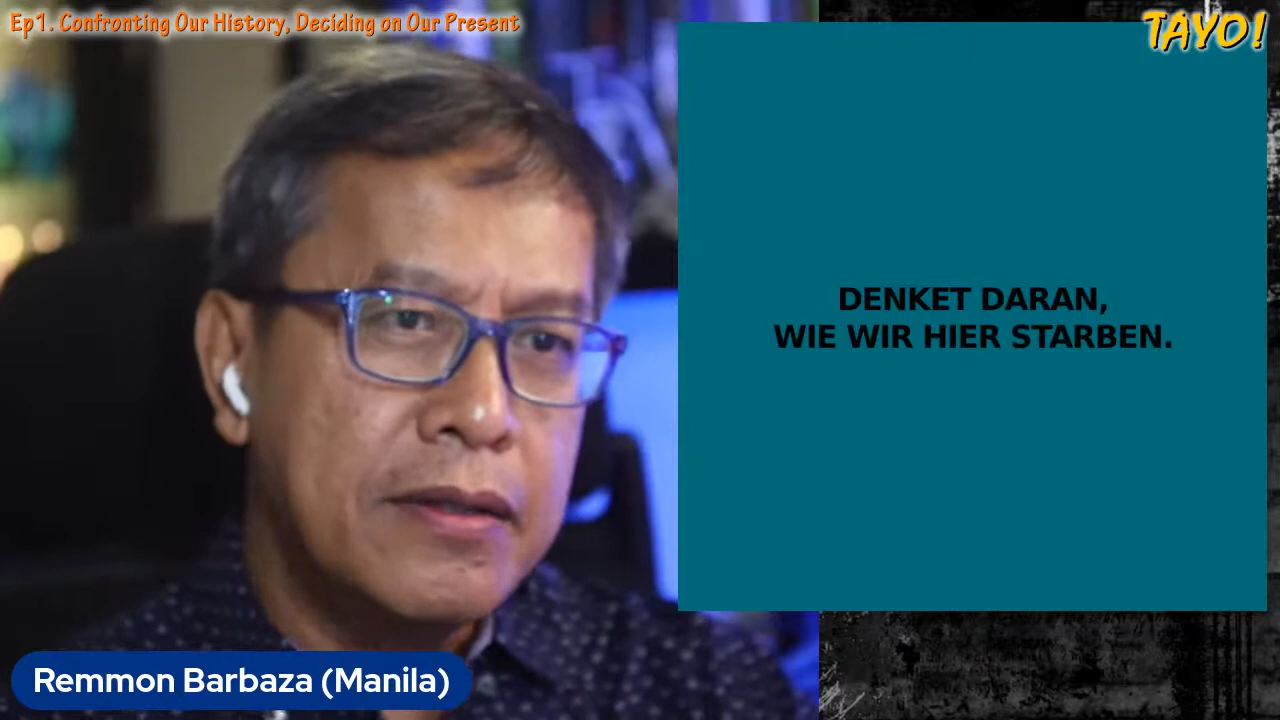 Ep1. Confronting Our History, Deciding on Our Present
TAYO!
DENKET DARAN,
WIE WIR HIER STARBEN.
Remmon Barbaza (Manila)